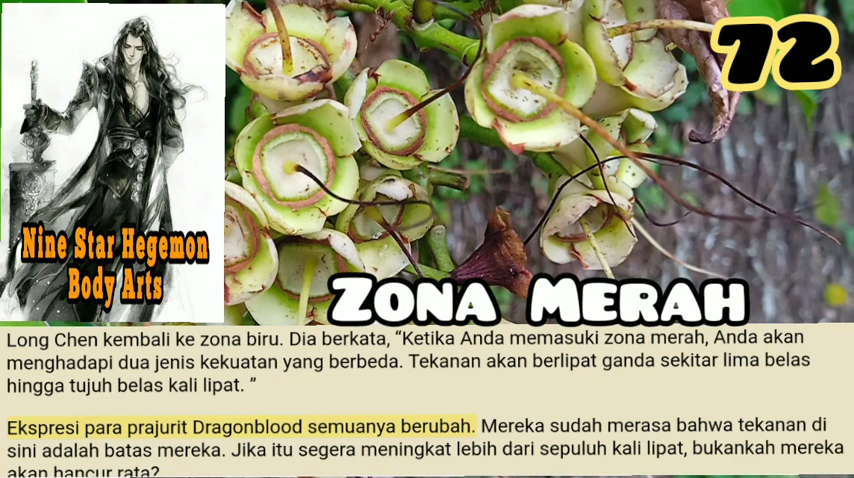 72
Nine Star Hegemon
Body Arts
Zona Merah
Long Chen kembali ke zona biru. Dia berkata, “Ketika Anda memasuki zona merah, Anda akan
menghadapi dua jenis kekuatan yang berbeda. Tekanan akan berlipat ganda sekitar lima belas
hingga tujuh belas kali lipat. ”
Ekspresi para prajurit Dragonblood semuanya berubah. Mereka sudah merasa bahwa tekanan di
sini adalah batas mereka. Jika itu segera meningkat lebih dari sepuluh kali lipat, bukankah mereka
akan hancur rata?